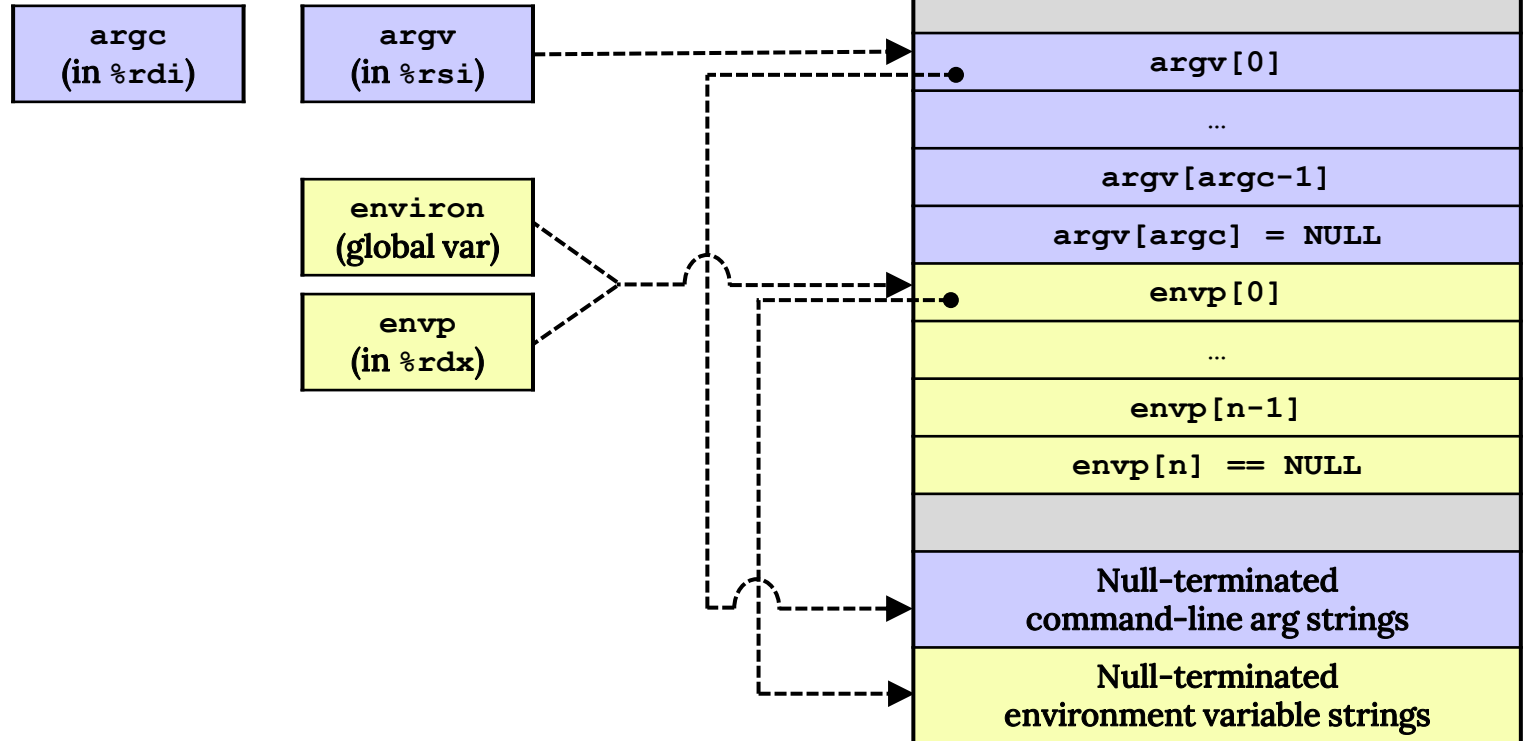 argc
(in %rdi)
argv
(in %rsi)
environ
(global var)
envp
(in %rdx)
argv[0]
…
argv[argc-1]
argv[argc] = NULL
envp[0]
…
envp[n-1]
envp[n] == NULL
Null-terminated
command-line arg strings
Null-terminated
environment variable strings